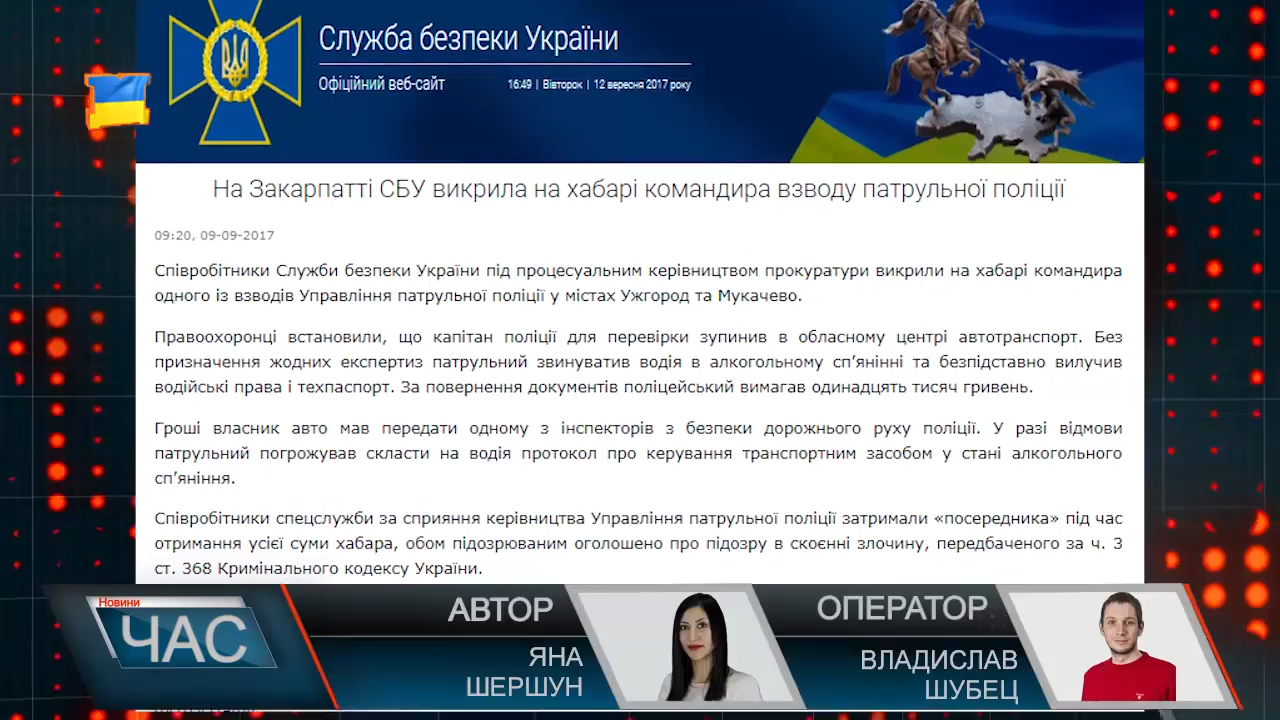 Служба безпеки України
Офіційний веб-сайт
16:49 | Вівторок | 12 вересня 2017 року
На Закарпатті СБУ викрила на хабарі командира взводу патрульної поліції
09:20, 09-09-2017
Співробітники Служби безпеки України під процесуальним керівництвом прокуратури викрили на хабарі командира
одного із взводів Управління патрульної поліції у містах Ужгород та Мукачево.
Правоохоронці встановили, що капітан поліції для перевірки зупинив в обласному центрі автотранспорт. Без
призначення жодних експертиз патрульний звинуватив водія в алкогольному сп’янінні та безпідставно вилучив
водійські права і техпаспорт. За повернення документів поліцейський вимагав одинадцять тисяч гривень.
Гроші власник авто мав передати одному з інспекторів з безпеки дорожнього руху поліції. У разі відмови
патрульний погрожував скласти на водія протокол про керування транспортним засобом у стані алкогольного
сп’яніння.
Співробітники спецслужби за сприяння керівництва Управління патрульної поліції затримали «посередника» під час
отримання усієї суми хабара, обом підозрюваним оголошено про підозру в скоєнні злочину, передбаченого за ч. 3
ст. 368 Кримінального кодексу України.
Новини
ЧАС
АВТОР
ЯНА
ШЕРШУН
ОПЕРАТОР
ВЛАДИСЛАВ
ШУБЕЦ